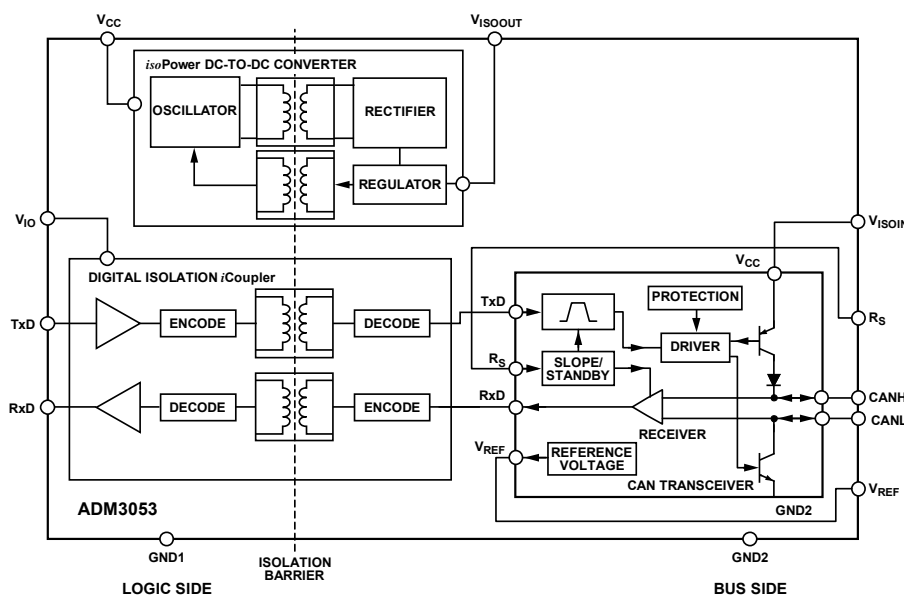 VCC
VISOOUT
isoPower DC-TO-DC CONVERTER
OSCILLATOR
RECTIFIER
REGULATOR
VIO
VISOIN
DIGITAL ISOLATION iCoupler
VCC
TxD
ENCODE
DECODE
TxD
PROTECTION
DRIVER
RS
RS
SLOPE/
STANDBY
RxD
DECODE
ENCODE
RxD
RECEIVER
CANH
CANL
VREF
REFERENCE
VOLTAGE
CAN TRANSCEIVER
VREF
GND2
ADM3053
GND1
ISOLATION
BARRIER
GND2
LOGIC SIDE
BUS SIDE